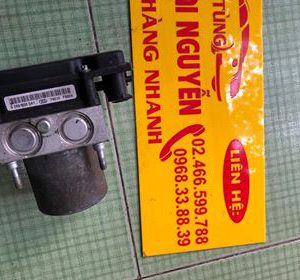 TÙNG)
NGUYỄN
HÀNG NHANH
LIÊN HỆ:
02.466.599.788
0968.33.88.39